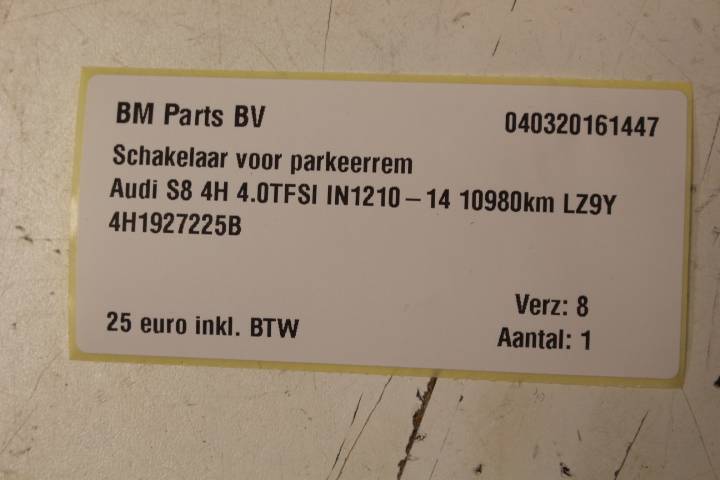 BM Parts BV 040320161447
Schakelaar voor parkeerrem
Audi S8 4H 4.0TFSI IN1210 – 14 10980km LZ9Y
4H1927225B
Verz: 8
25 euro inkl. BTW Aantal: 1